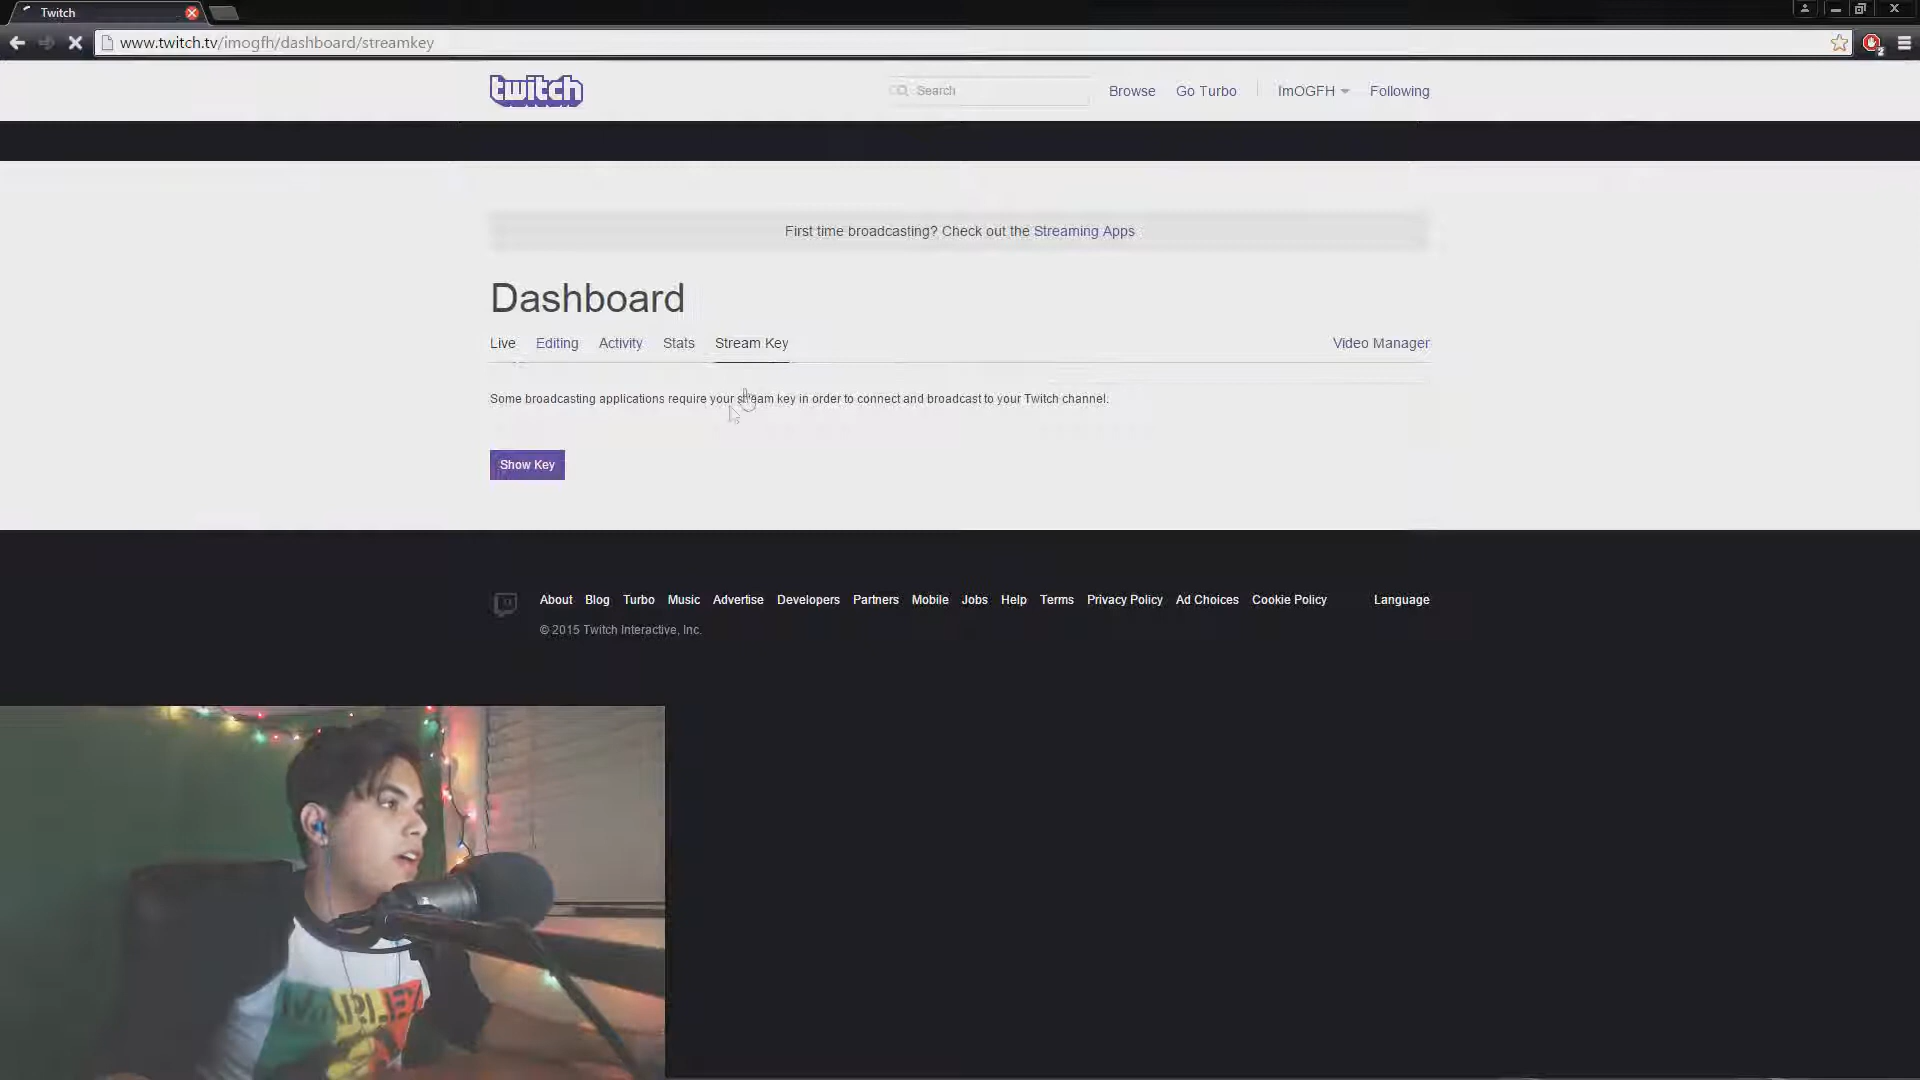 Twitch
www.twitch.tv/imogfh/dashboard/streamkey
2
twitch
Search
Browse
Go Turbo
ImOGFH
Following
First time broadcasting? Check out the Streaming Apps
Dashboard
Live Editing Activity Stats Stream Key
Video Manager
Some broadcasting applications require your stream key in order to connect and broadcast to your Twitch channel.
Show Key
About Blog Turbo Music Advertise Developers Partners Mobile Jobs Help Terms Privacy Policy Ad Choices Cookie Policy
Language
© 2015 Twitch Interactive, Inc.